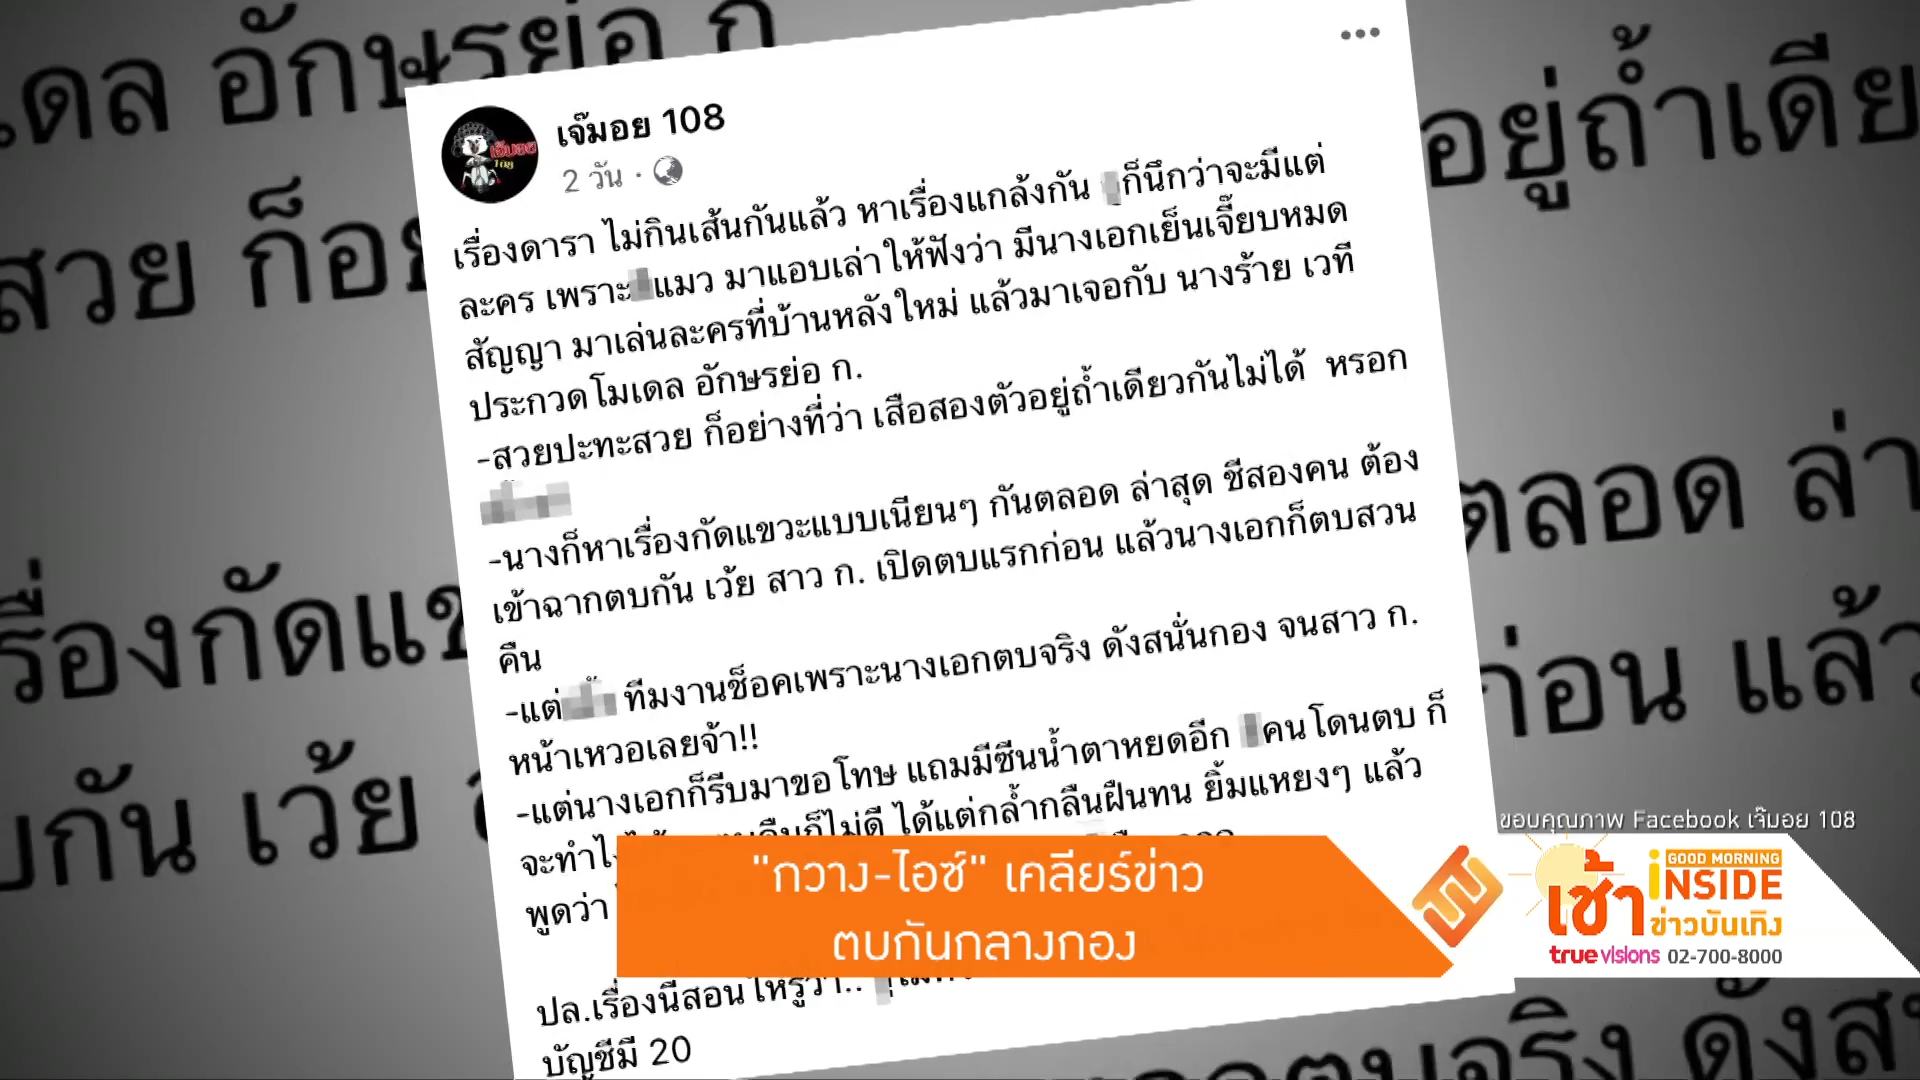 เจ๊มอย 108
2 วัน
เรื่องดารา ไม่กินเส้นกันแล้ว หาเรื่องแกล้งกัน ก็นึกว่าจะมีแต่
ละคร เพราะ แมว มาแอบเล่าให้ฟังว่า มีนางเอกเย็นเจี๊ยบหมด
สัญญา มาเล่นละครที่บ้านหลังใหม่ แล้วมาเจอกับ นางร้าย เวที
ประกวดโมเดล อักษรย่อ ก.
-สวยปะทะสวย ก็อย่างที่ว่า เสือสองตัวอยู่ถ้ำเดียวกันไม่ได้ หรอก
-นางก็หาเรื่องกัดแขวะแบบเนียนๆ กันตลอด ล่าสุด ชีสองคน ต้อง
เข้าฉากตบกัน เว้ย สาว ก. เปิดตบแรกก่อน แล้วนางเอกก็ตบสวน
คืน
-แต่ ทีมงานช็อคเพราะนางเอกตบจริง ดังสนั่นกอง จนสาว ก.
หน้าเหวอเลยจ้า!!
-แต่นางเอกก็รีบมาขอโทษ แถมมีซีนน้ำตาหยดอีก คนโดนตบ ก็
จะทำไง ไม่ดี ได้แต่กล้ำกลืนฝืนทน ยิ้มแหยงๆ แล้ว
พูดว่า
ปล.เรื่องนี้สอนให้รู้ว่า..
บัญชีมี 20
ขอบคุณภาพ Facebook เจ๊มอย 108
"กวาง-ไอซ์" เคลียร์ข่าว
ตบกันกลางกอง
GOOD MORNING
เช้า iNSIDE
ข่าวบันเทิง
truevisions 02-700-8000